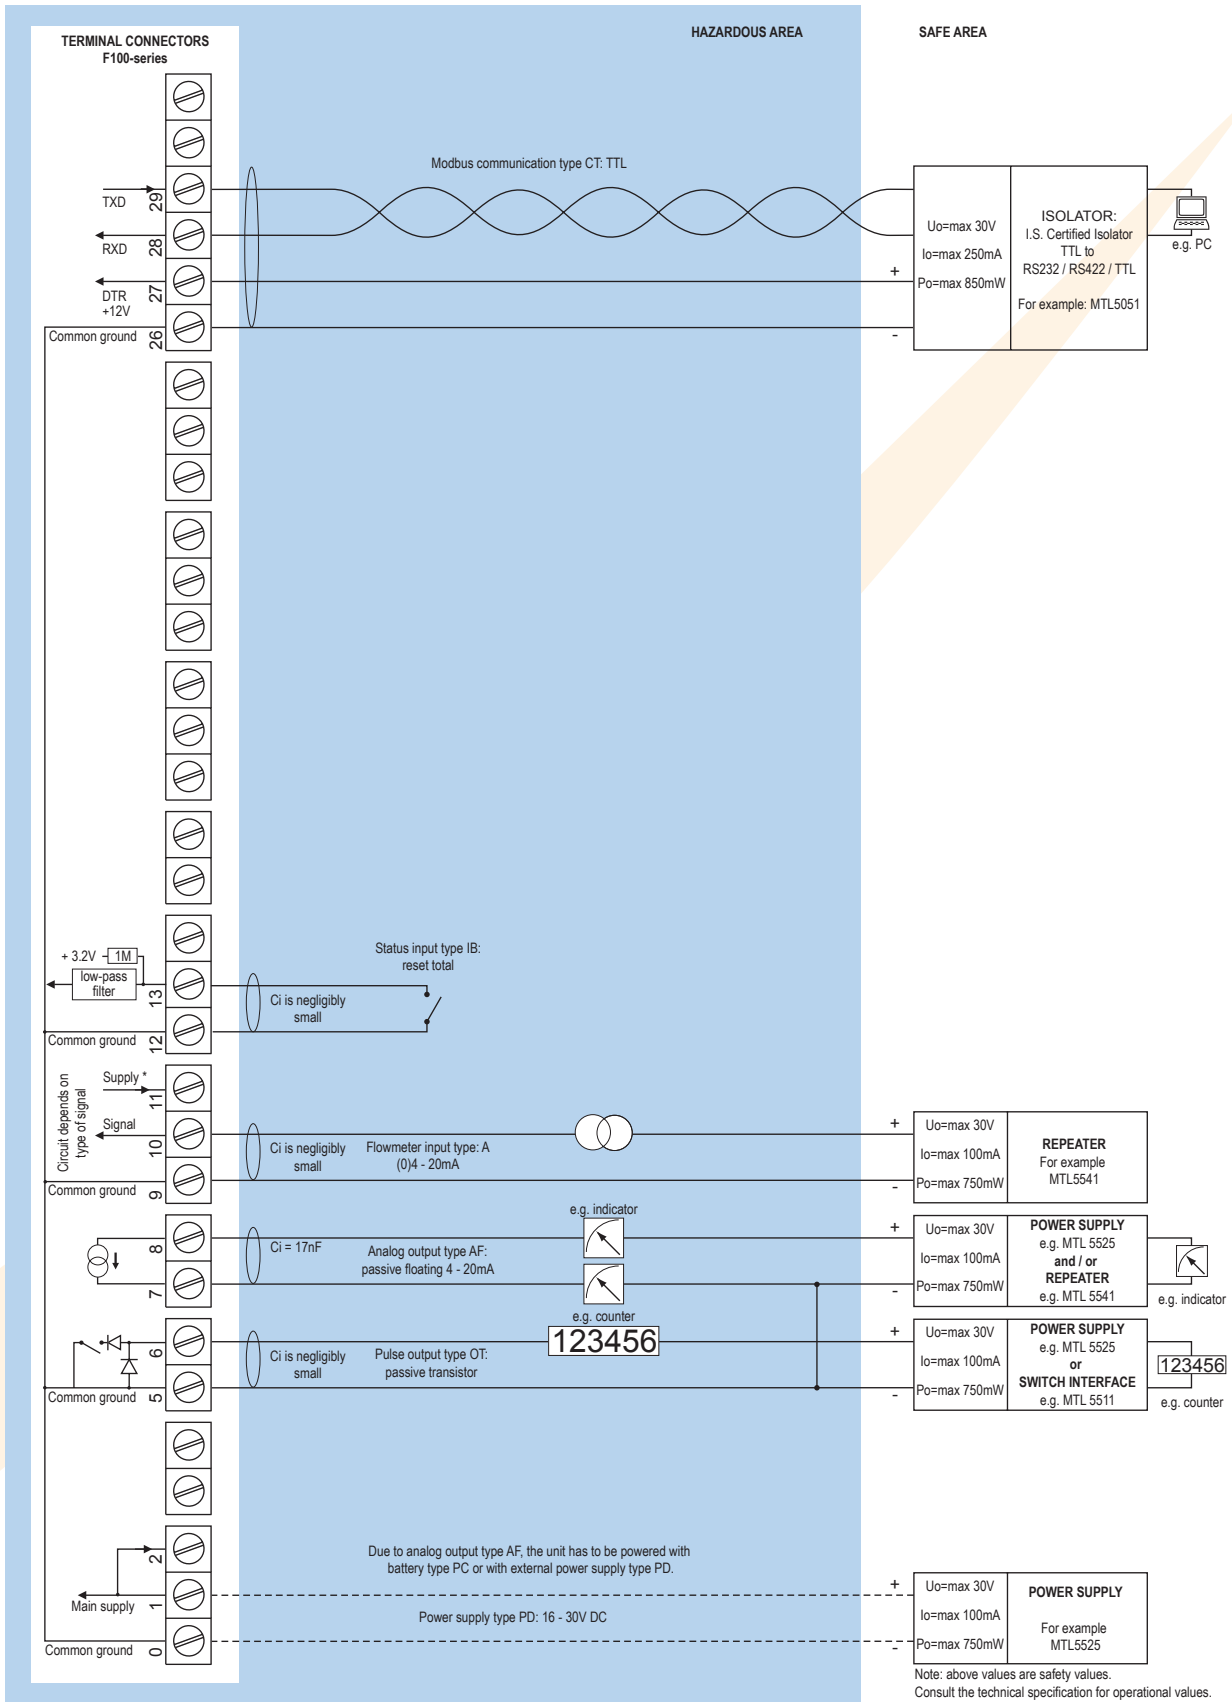 HAZARDOUS AREA
SAFE AREA
TERMINAL CONNECTORS
F100-series
Modbus communication type CT: TTL
TXD
29
RXD
28
DTR
+12V
27
Common ground
26
+
-
Uo=max 30V
Io=max 250mA
Po=max 850mW
ISOLATOR:
I.S. Certified Isolator
TTL to
RS232 / RS422 / TTL
For example: MTL5051
e.g. PC
+ 3.2V
1M
low-pass
filter
13
Common ground
12
Status input type IB:
reset total
Ci is negligibly
small
Circuit depends on
type of signal
Supply *
11
Signal
10
Common ground
9
Ci is negligibly
small
Flowmeter input type: A
(0)4 - 20mA
+
-
Uo=max 30V
Io=max 100mA
Po=max 750mW
REPEATER
For example
MTL5541
8
7
Ci = 17nF
Analog output type AF:
passive floating 4 - 20mA
e.g. indicator
+
-
Uo=max 30V
Io=max 100mA
Po=max 750mW
POWER SUPPLY
e.g. MTL 5525
and / or
REPEATER
e.g. MTL 5541
e.g. indicator
6
Common ground
5
Ci is negligibly
small
Pulse output type OT:
passive transistor
e.g. counter
123456
+
-
Uo=max 30V
Io=max 100mA
Po=max 750mW
POWER SUPPLY
e.g. MTL 5525
or
SWITCH INTERFACE
e.g. MTL 5511
123456
e.g. counter
2
Main supply
1
Common ground
0
Due to analog output type AF, the unit has to be powered with
battery type PC or with external power supply type PD.
Power supply type PD: 16 - 30V DC
+
-
Uo=max 30V
Io=max 100mA
Po=max 750mW
POWER SUPPLY
For example
MTL5525
Note: above values are safety values.
Consult the technical specification for operational values.